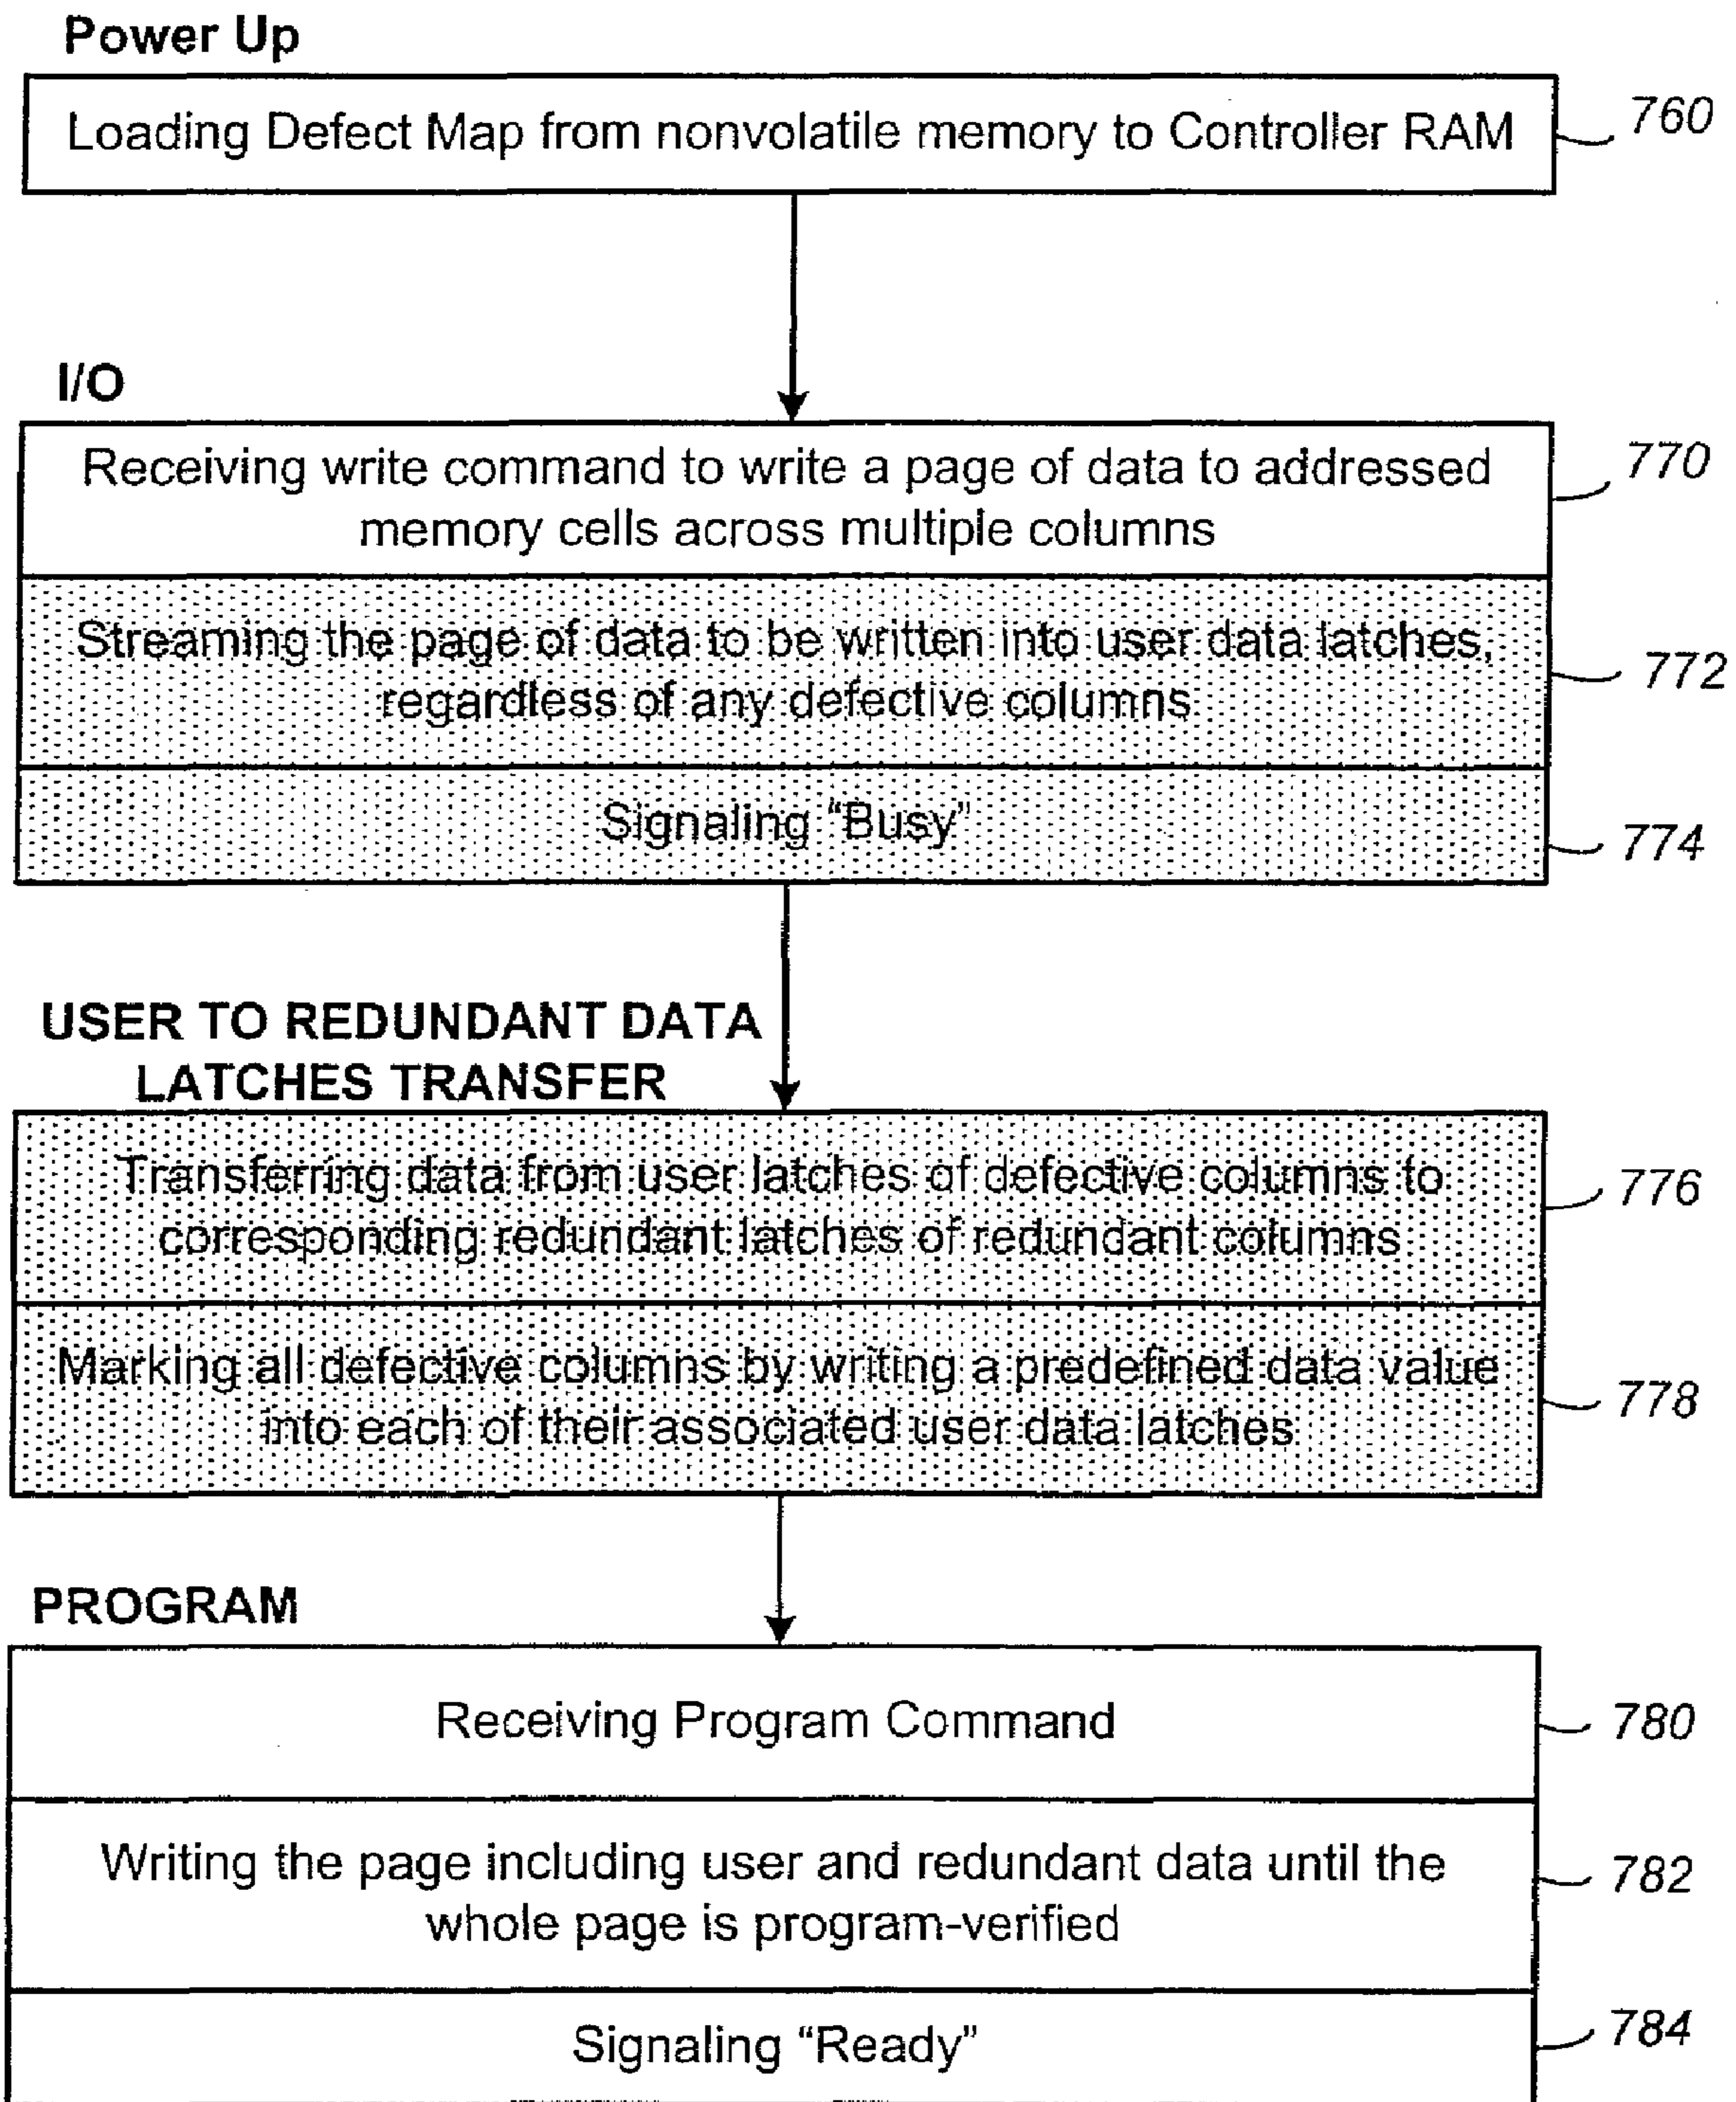 Power Up
Loading Defect Map from nonvolatile memory to Controller RAM
760
I/O
Receiving write command to write a page of data to addressed
memory cells across multiple columns
770
Streaming the page of data to be written into user data latches,
regardless of any defective columns
772
Signaling “Busy”
774
USER TO REDUNDANT DATA
LATCHES TRANSFER
Transferring data from user latches of defective columns to
corresponding redundant latches of redundant columns
776
Marking all defective columns by writing a predefined data value
into each of their associated user data latches
778
PROGRAM
Receiving Program Command
780
Writing the page including user and redundant data until the
whole page is program-verified
782
Signaling “Ready”
784